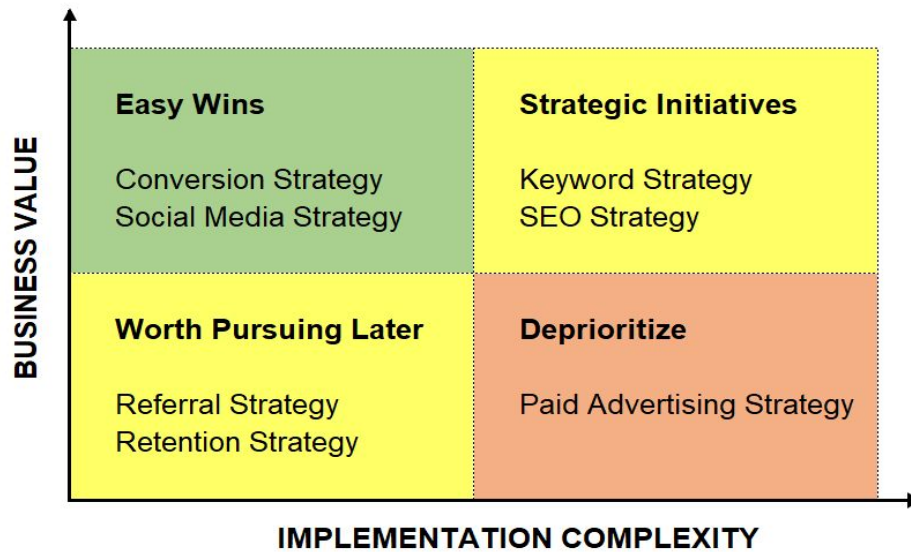 BUSINESS VALUE
Easy Wins
Conversion Strategy
Social Media Strategy
Strategic Initiatives
Keyword Strategy
SEO Strategy
Worth Pursuing Later
Referral Strategy
Retention Strategy
Deprioritize
Paid Advertising Strategy
IMPLEMENTATION COMPLEXITY